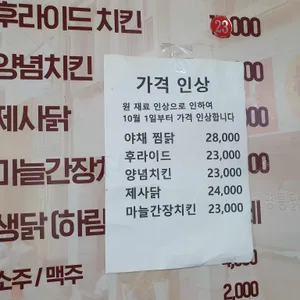 후라이드치킨 23 ,000
양념치킨
제사닭
마늘간장치킨
생닭(하림
소주/맥주
가격 인상
원 재료 인상으로 인하여
10월 1일부터 가격 인상합니다
야채 찜닭 28,000
후라이드 23,000
양념치킨 23,000
제사닭 24,000
마늘간장치킨 23,000
2,000